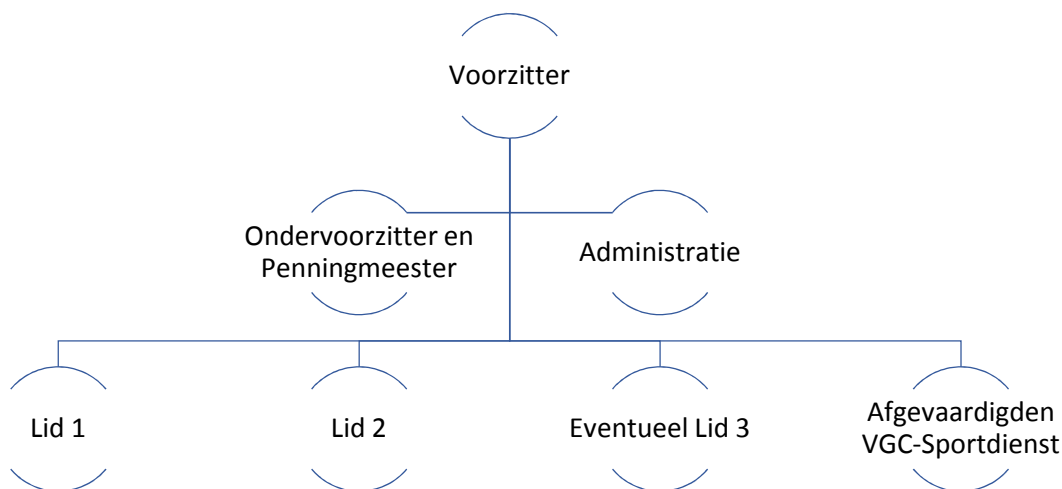 Voorzitter
Ondervoorzitter en
Penningmeester
Administratie
Lid 1
Lid 2
Eventueel Lid 3
Afgevaardigden
VGC-Sportdienst